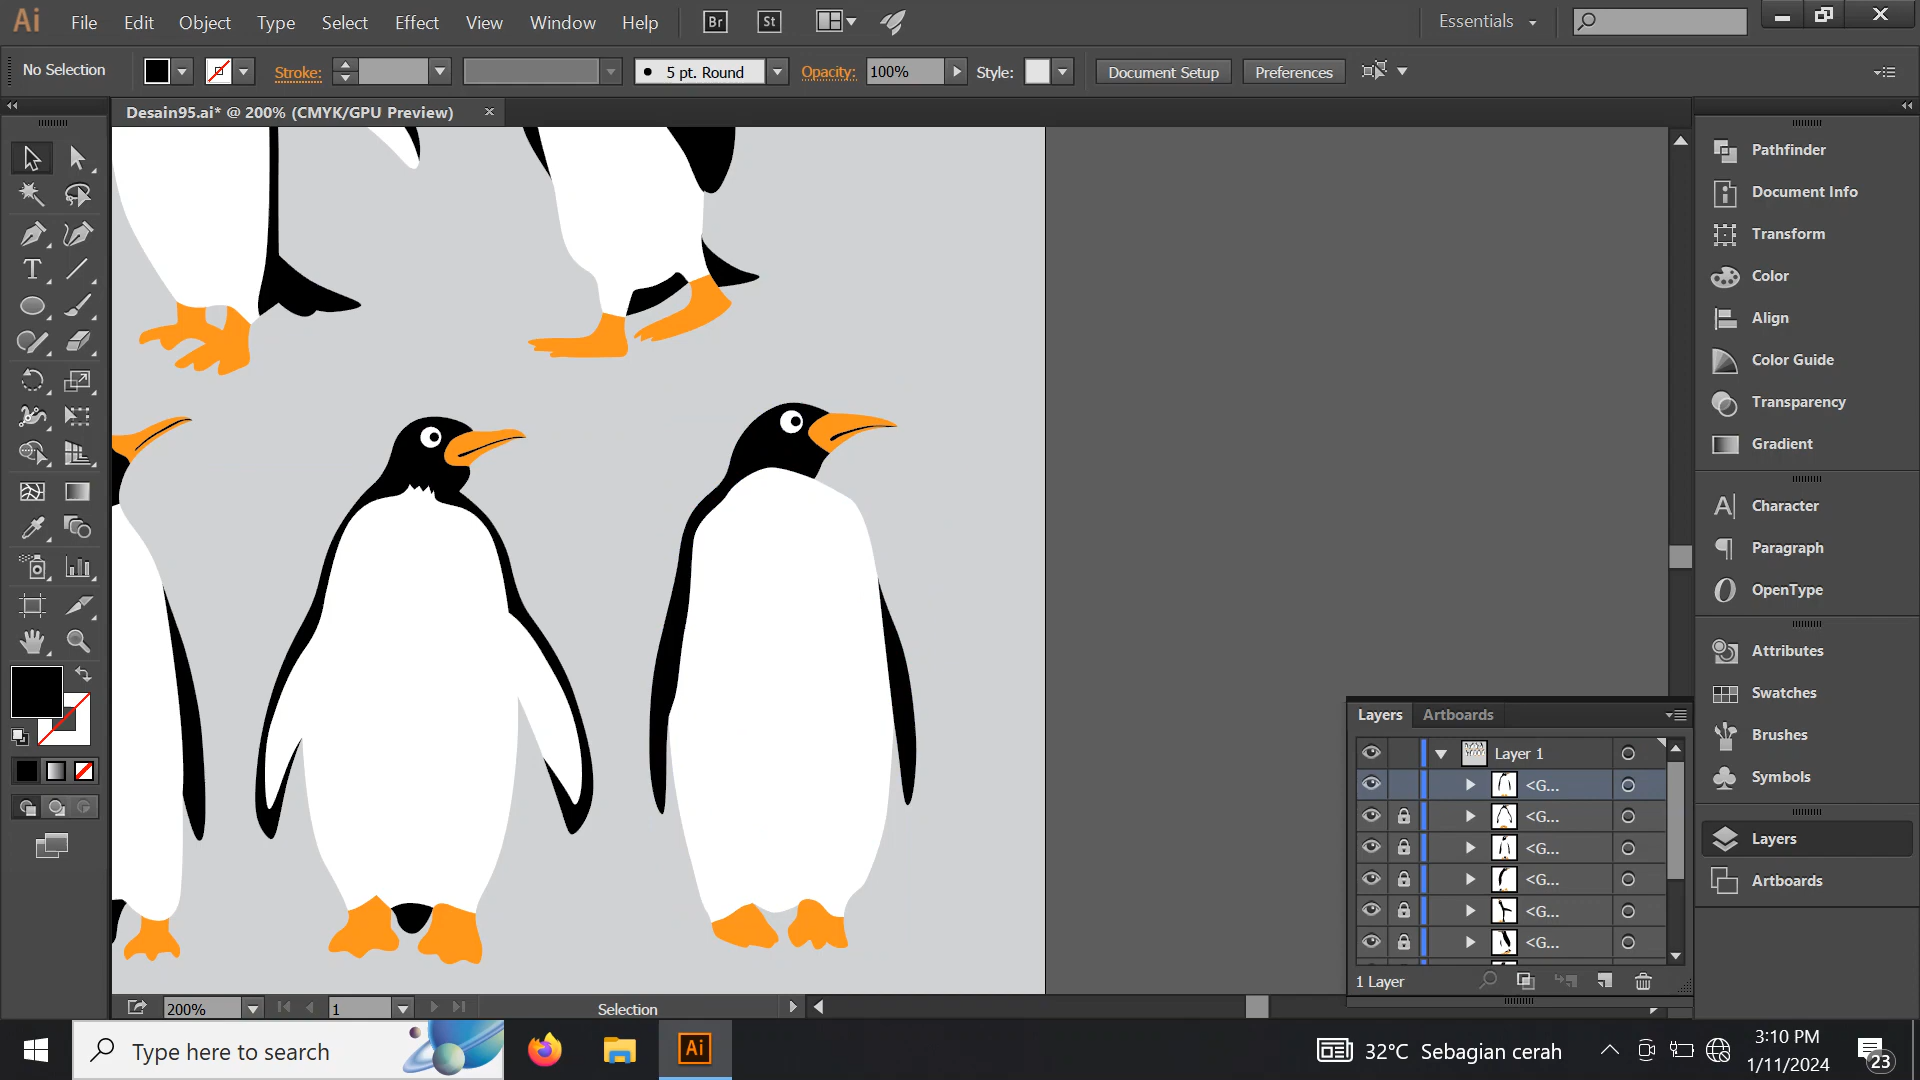 Ai File Edit Object Type Select Effect View Window Help Br St Essentials
No Selection Stroke: 5 pt. Round Opacity: 100% Style: Document Setup Preferences
Desain95.ai* @ 200% (CMYK/GPU Preview)
Pathfinder
Document Info
Transform
Color
Align
Color Guide
Transparency
Gradient
Character
Paragraph
OpenType
Attributes
Swatches
Brushes
Symbols
Layers
Artboards
Layers Artboards
Layer 1
<G...
<G...
<G...
<G...
<G...
<G...
1 Layer
200% 1 Selection
Type here to search
Ai
32°C Sebagian cerah
3:10 PM
1/11/2024
23